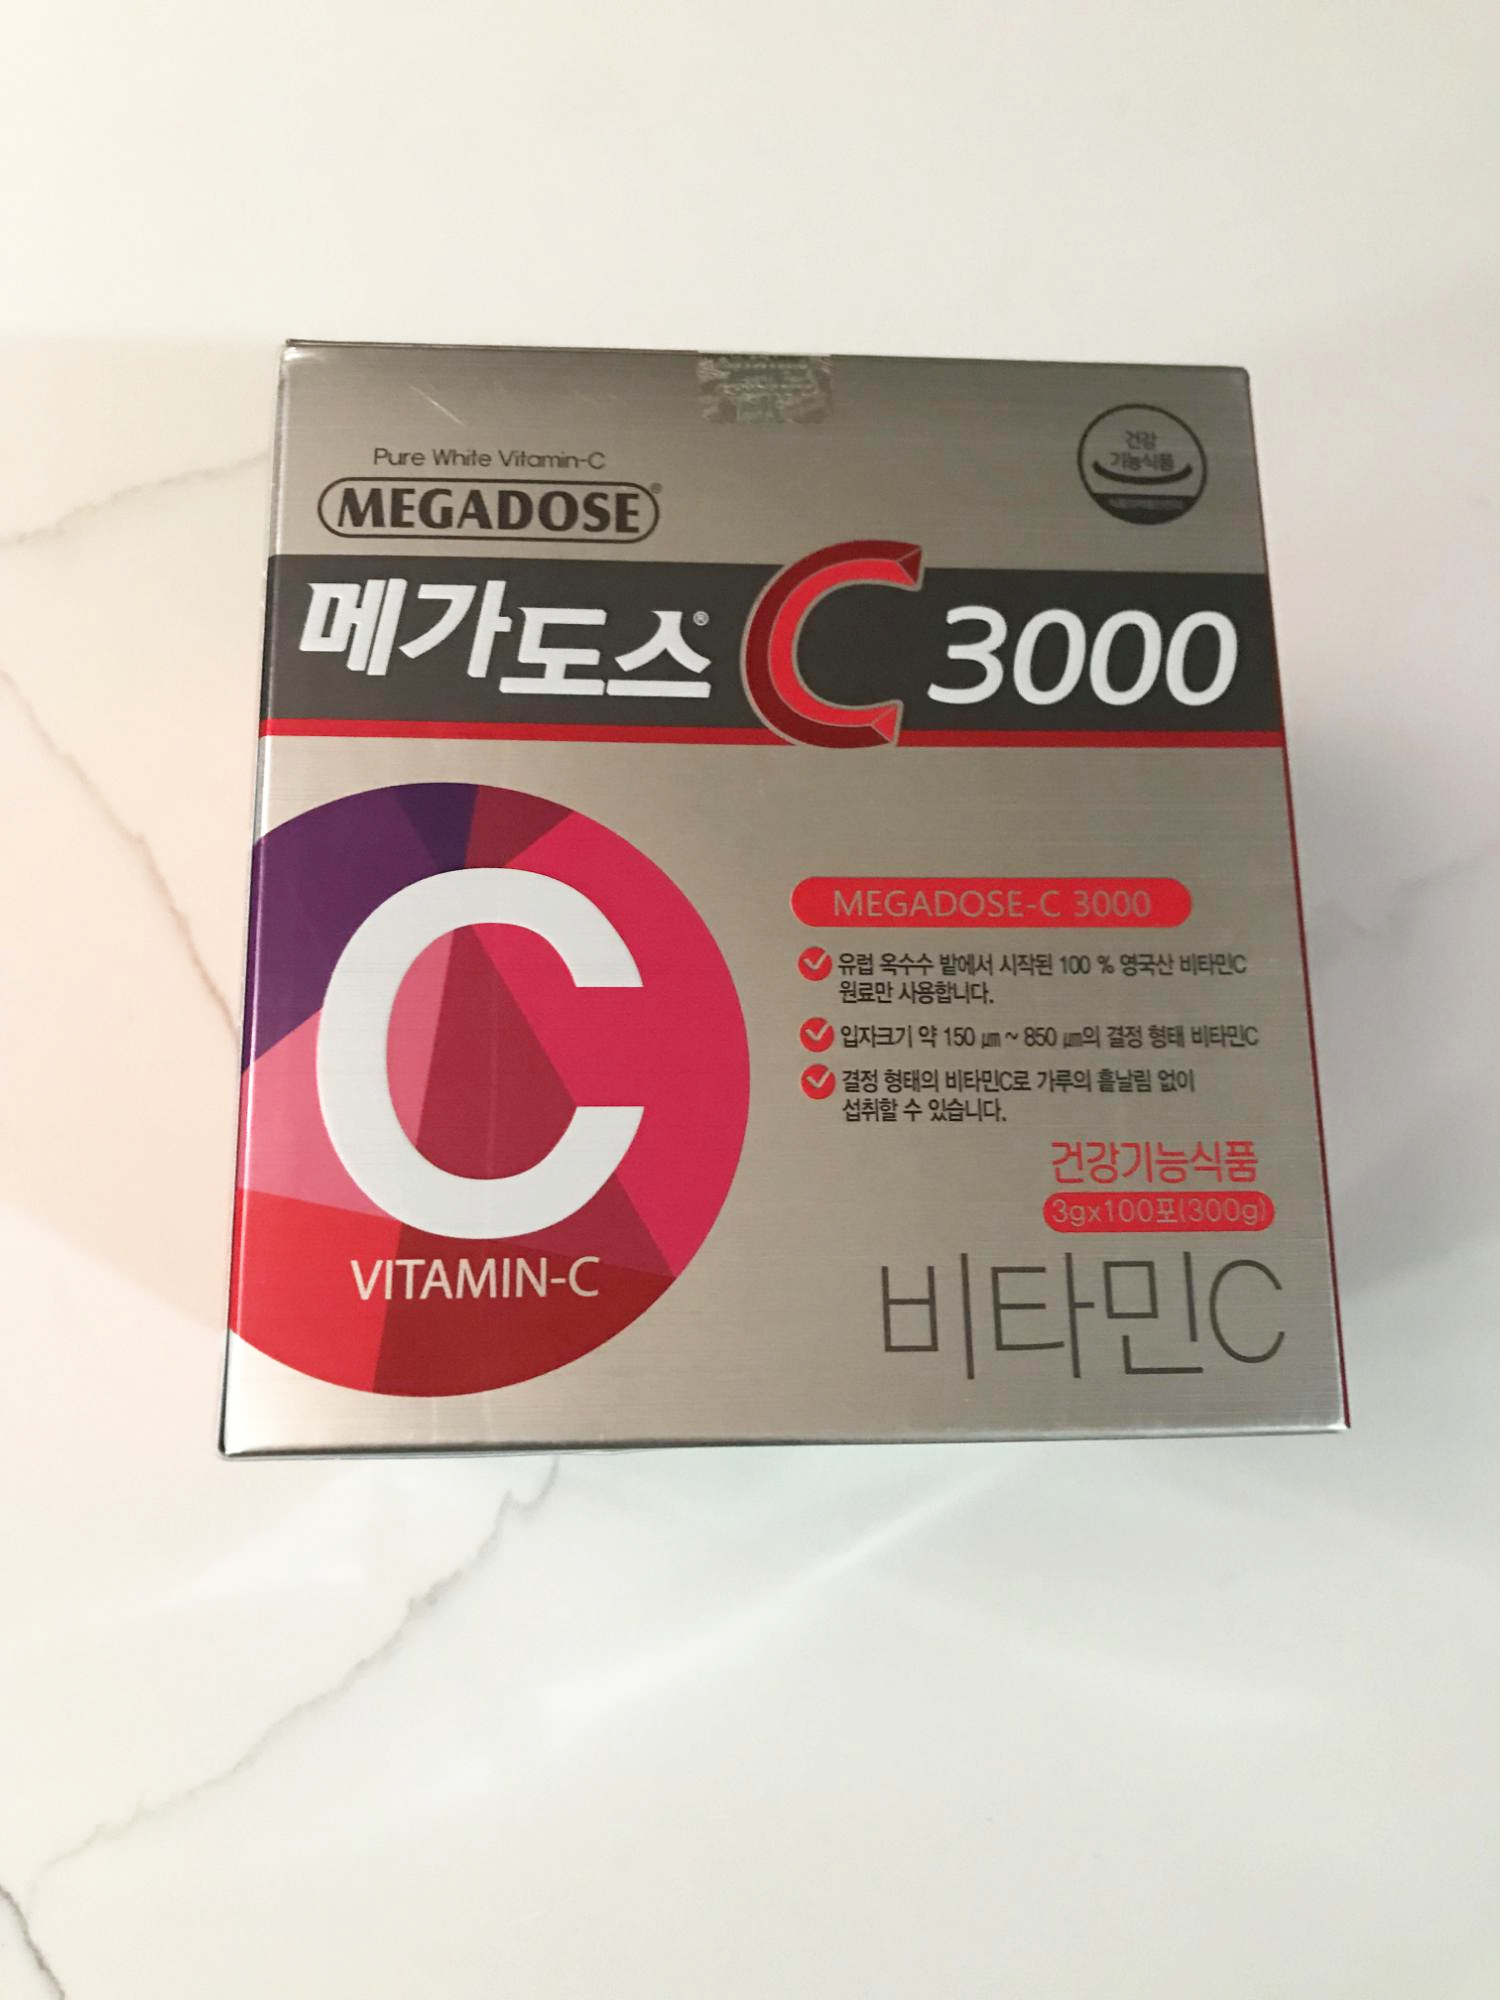 Pure White Vitamin-C
MEGADOSE®
건강
기능식품
메가도스® C 3000
C
VITAMIN-C
MEGADOSE-C 3000
유럽 옥수수 밭에서 시작된 100 % 영국산 비타민C
원료만 사용합니다.
입자크기 약 150 ㎛ ~ 850 ㎛의 결정 형태 비타민C
결정 형태의 비타민C로 가루의 흩날림 없이
섭취할 수 있습니다.
건강기능식품
3gx100포(300g)
비타민C